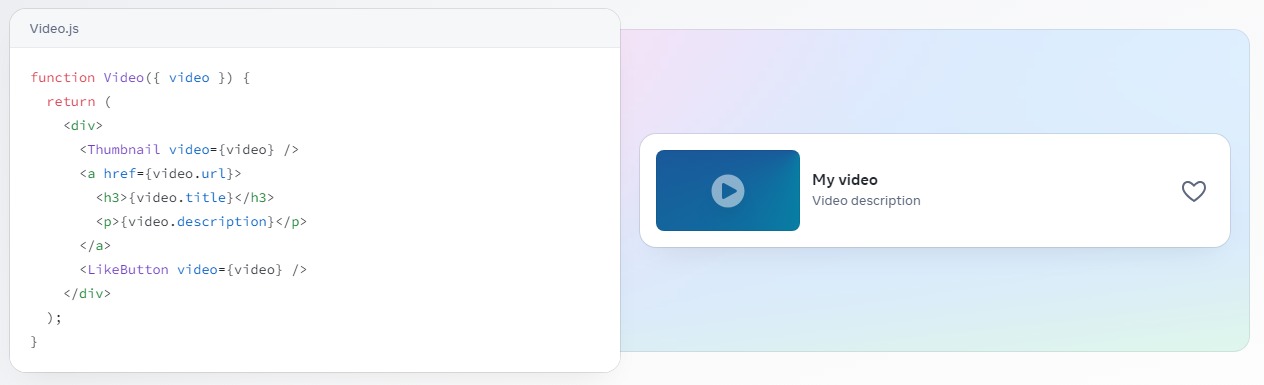 Video.js
function Video({ video }) {
  return (
    <div>
      <Thumbnail video={video} />
      <a href={video.url}>
        <h3>{video.title}</h3>
        <p>{video.description}</p>
      </a>
      <LikeButton video={video} />
    </div>
  );
}
My video
Video description